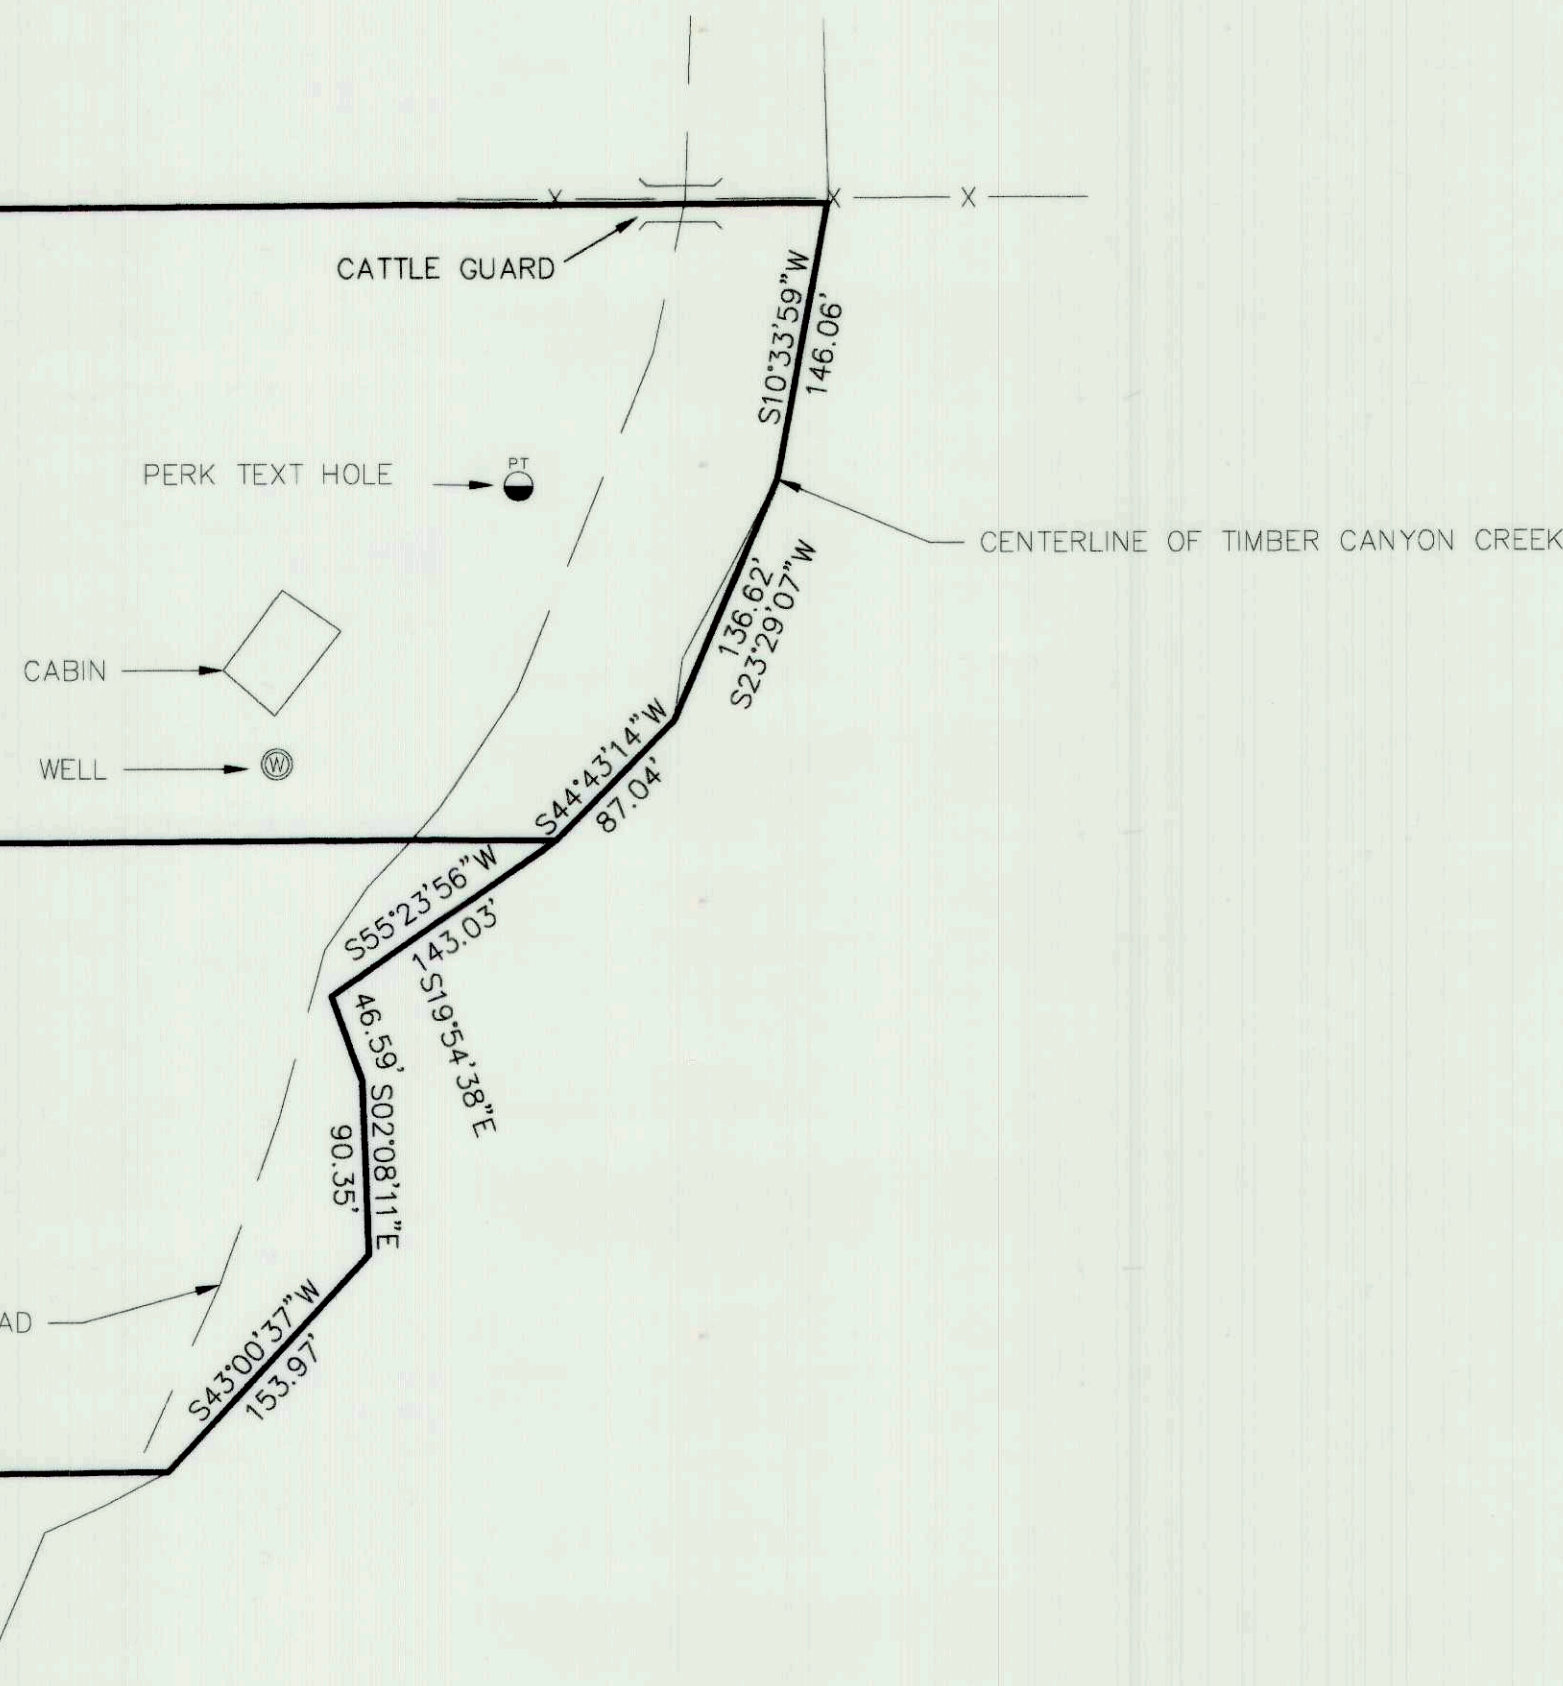 X
X
X
CATTLE GUARD
S10°33'59"W
146.06'
PT
PERK TEXT HOLE
CENTERLINE OF TIMBER CANYON CREEK
136.62'
S23°29'07"W
CABIN
W
WELL
S44°43'14"W
87.04'
S55°23'56"W
143.03'
S19°54'38"E
46.59'
S02°08'11"E
90.35'
AD
S43°00'37"W
153.97'